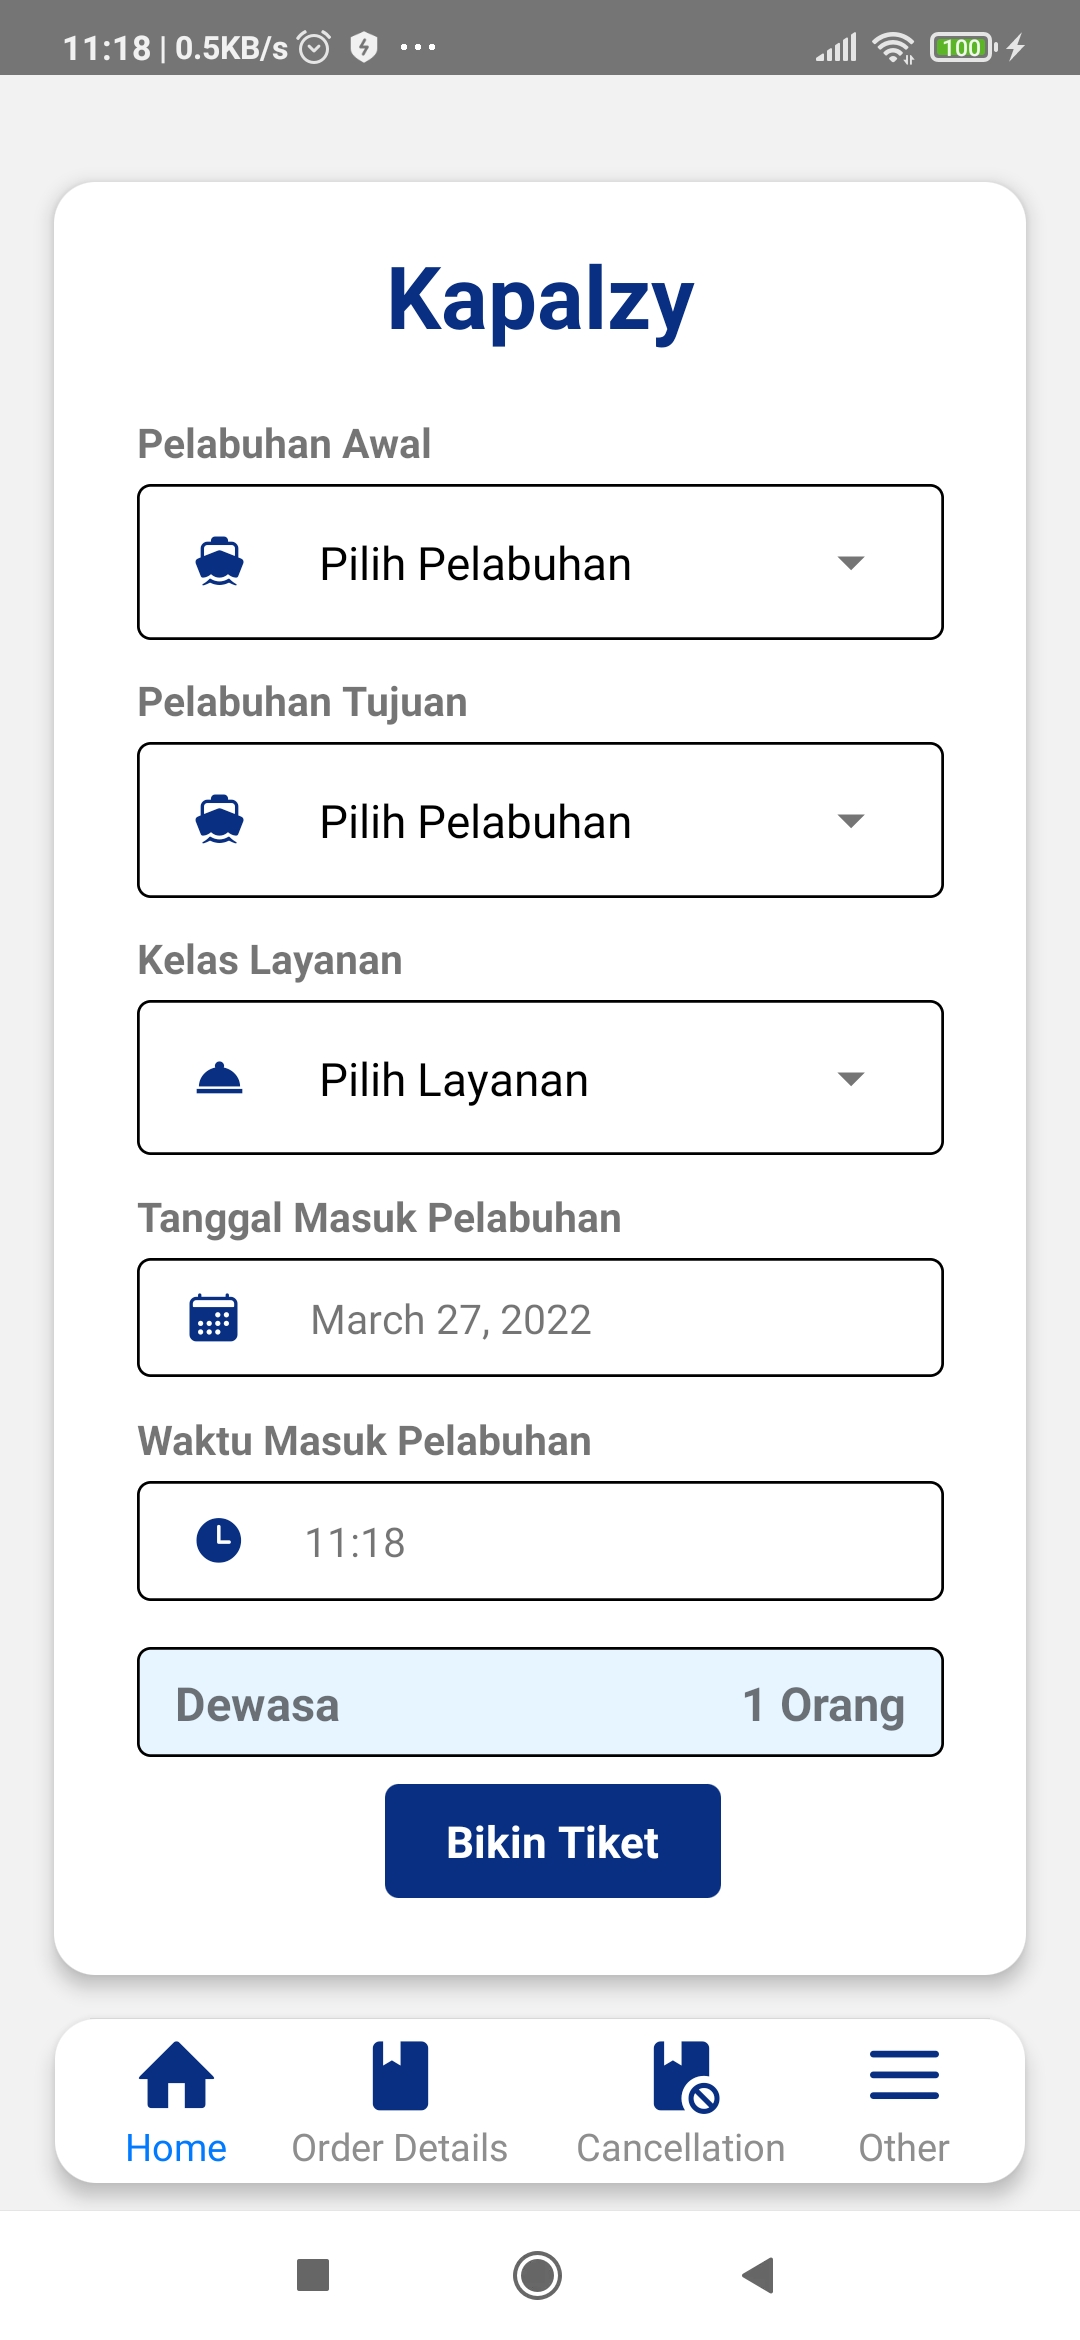 11:18 | 0.5KB/s
100
Kapalzy
Pelabuhan Awal
Pilih Pelabuhan
Pelabuhan Tujuan
Pilih Pelabuhan
Kelas Layanan
Pilih Layanan
Tanggal Masuk Pelabuhan
March 27, 2022
Waktu Masuk Pelabuhan
11:18
Dewasa 1 Orang
Bikin Tiket
Home Order Details Cancellation Other